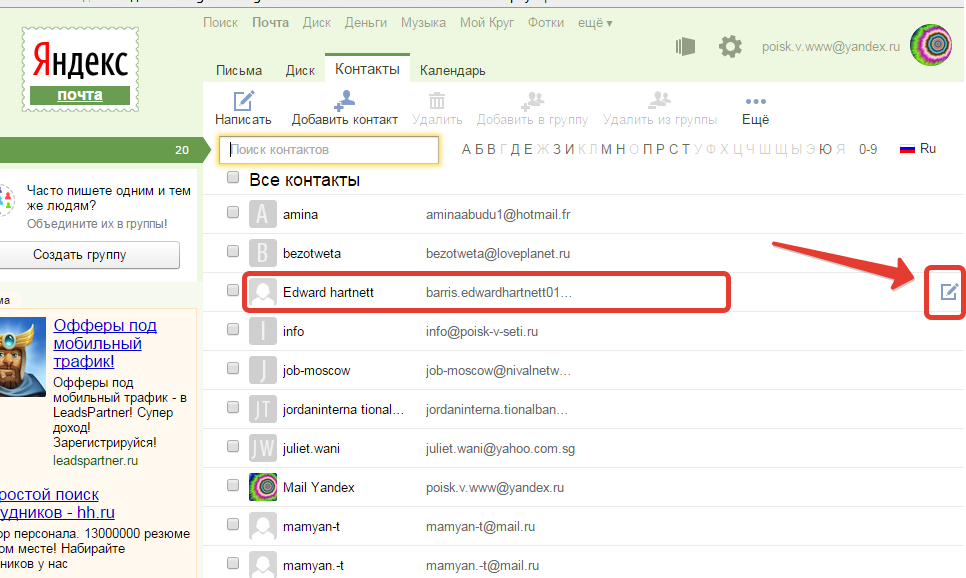 Поиск Почта Диск Деньги Музыка Мой Круг Фотки ещё ▾
poisk.v.www@yandex.ru
Яндекс
почта
Письма Диск Контакты Календарь
Написать Добавить контакт Удалить Добавить в группу Удалить из группы Ещё
20
Поиск контактов
А Б В Г Д Е Ж З И К Л М Н О П Р С Т У Ф Х Ц Ч Ш Щ Ы Э Ю Я 0-9 Ru
Все контакты
Часто пишете одним и тем
же людям?
Объедините их в группы!
Создать группу
amina aminaabudu1@hotmail.fr
A
bezotweta bezotweta@loveplanet.ru
B
Edward hartnett barris.edwardhartnett01...
info info@poisk-v-seti.ru
I
job-moscow job-moscow@nivalnetw...
J
jordaninterna tional... jordaninterna.tionalban...
JT
juliet.wani juliet.wani@yahoo.com.sg
JW
Mail Yandex poisk.v.www@yandex.ru
mamyan-t mamyan-t@mail.ru
mamyan.-t mamyan.-t@mail.ru
ма
Офферы под
мобильный
трафик!
Офферы под
мобильный трафик - в
LeadsPartner! Супер
доход!
Зарегистрируйся!
leadspartner.ru
ростой поиск
удников - hh.ru
ор персонала. 13000000 резюме
ом месте! Набирайте
ников у нас